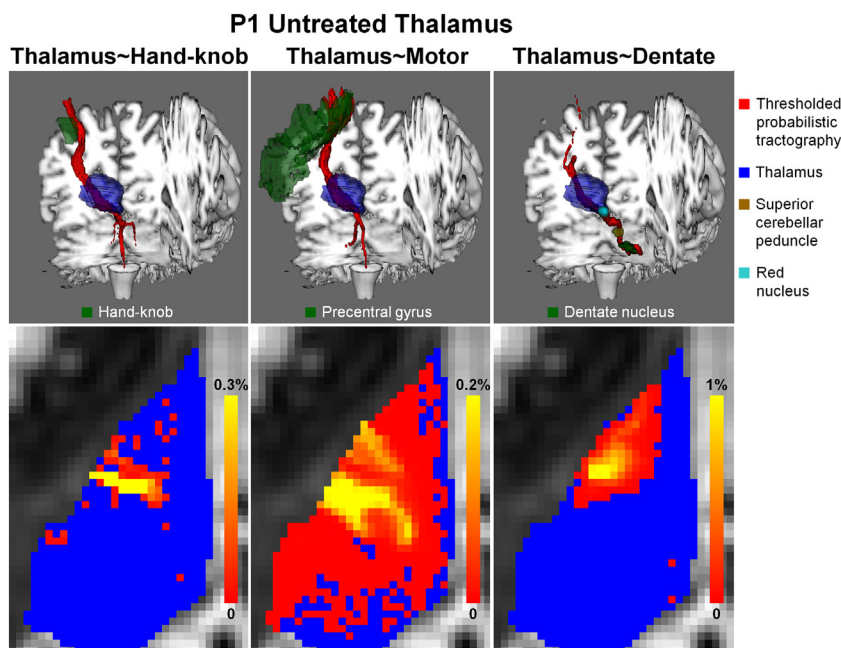 P1 Untreated Thalamus
Thalamus~Hand-knob
Thalamus~Motor
Thalamus~Dentate
Hand-knob
Precentral gyrus
Dentate nucleus
Thresholded
probabilistic
tractography
Thalamus
Superior
cerebellar
peduncle
Red
nucleus
0.3%
0
0.2%
0
1%
0